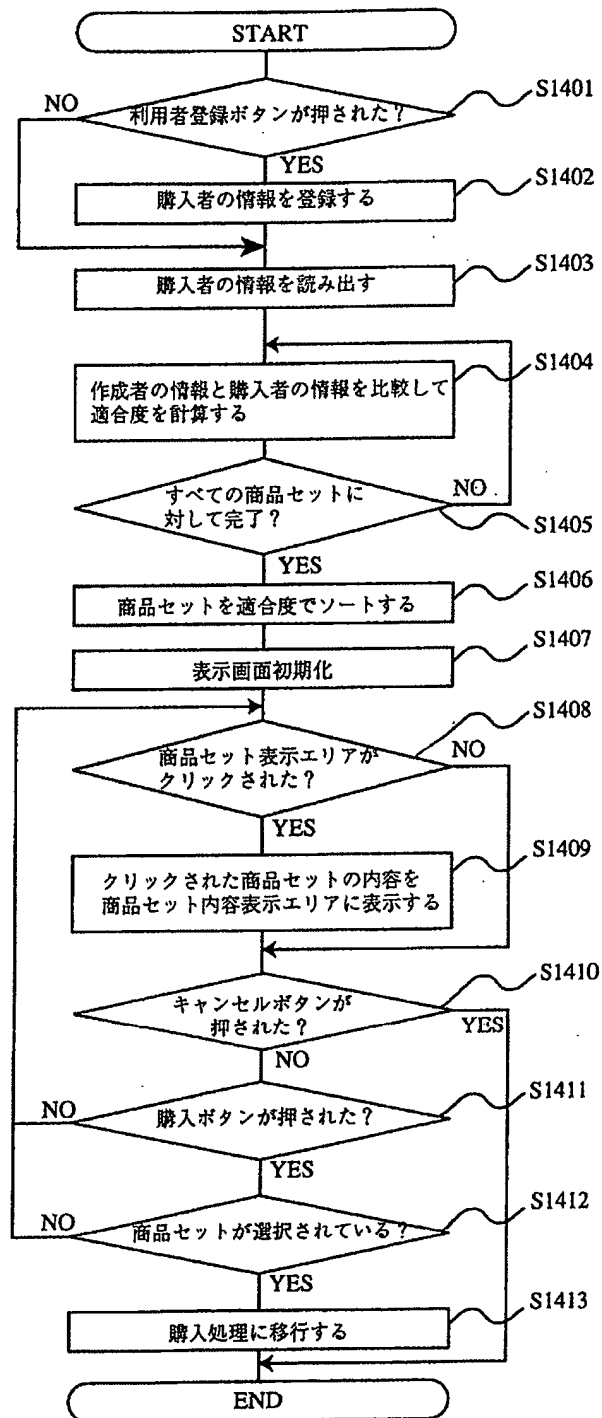 START
利用者登録ボタンが押された？
NO
S1401
YES
購入者の情報を登録する
S1402
購入者の情報を読み出す
S1403
作成者の情報と購入者の情報を比較して
適合度を計算する
S1404
すべての商品セットに
対して完了？
NO
S1405
YES
商品セットを適合度でソートする
S1406
表示画面初期化
S1407
商品セット表示エリアが
クリックされた？
S1408
NO
YES
クリックされた商品セットの内容を
商品セット内容表示エリアに表示する
S1409
キャンセルボタンが
押された？
S1410
YES
NO
購入ボタンが押された？
NO
S1411
YES
商品セットが選択されている？
NO
S1412
YES
購入処理に移行する
S1413
END